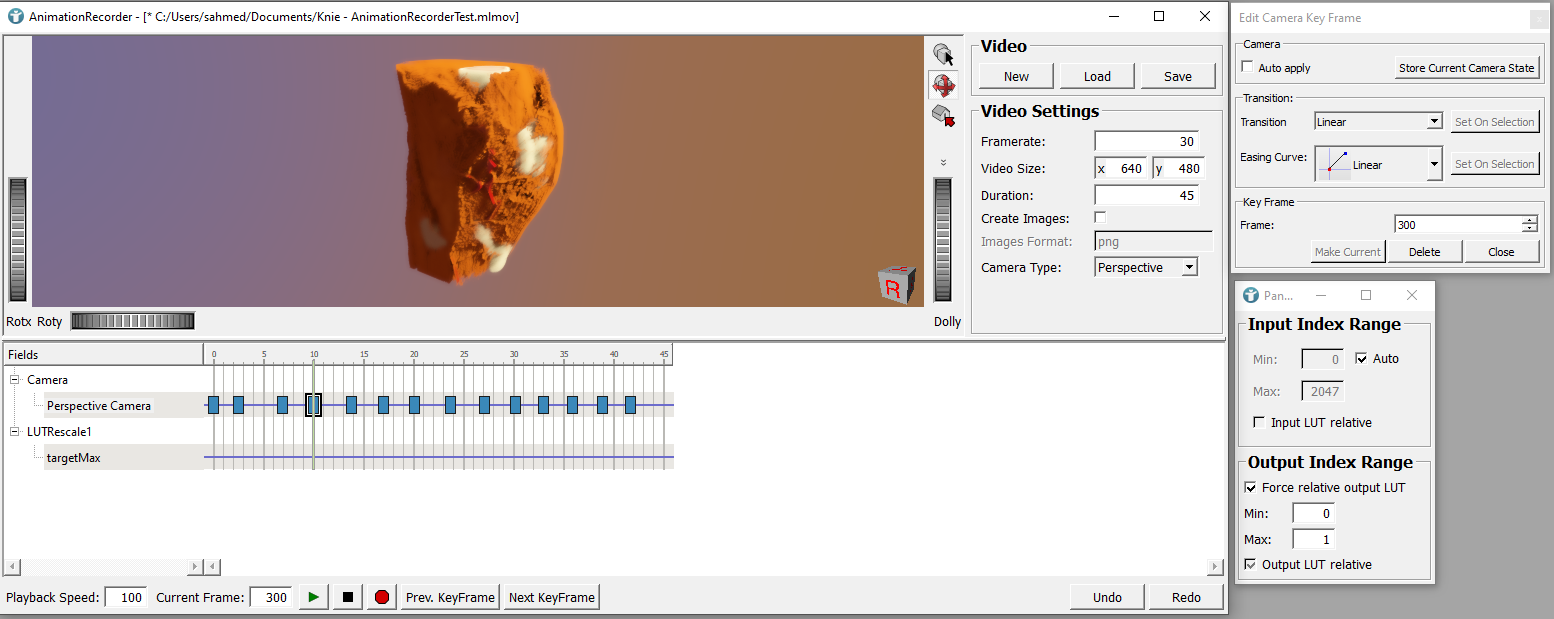 AnimationRecorder - [* C:/Users/sahmed/Documents/Knie - AnimationRecorderTest.mlmov]
R
Rotx Roty
Dolly
Video
New Load Save
Video Settings
Framerate: 30
Video Size: x 640 y 480
Duration: 45
Create Images:
Images Format: png
Camera Type: Perspective
Fields
0 5 10 15 20 25 30 35 40 45
Camera
Perspective Camera
LUTRescale1
targetMax
Playback Speed: 100 Current Frame: 300 Prev. KeyFrame Next KeyFrame Undo Redo
Edit Camera Key Frame
Camera
Auto apply Store Current Camera State
Transition:
Transition Linear Set On Selection
Easing Curve: Linear Set On Selection
Key Frame
Frame: 300
Make Current Delete Close
Pan...
Input Index Range
Min: 0 Auto
Max: 2047
Input LUT relative
Output Index Range
Force relative output LUT
Min: 0
Max: 1
Output LUT relative